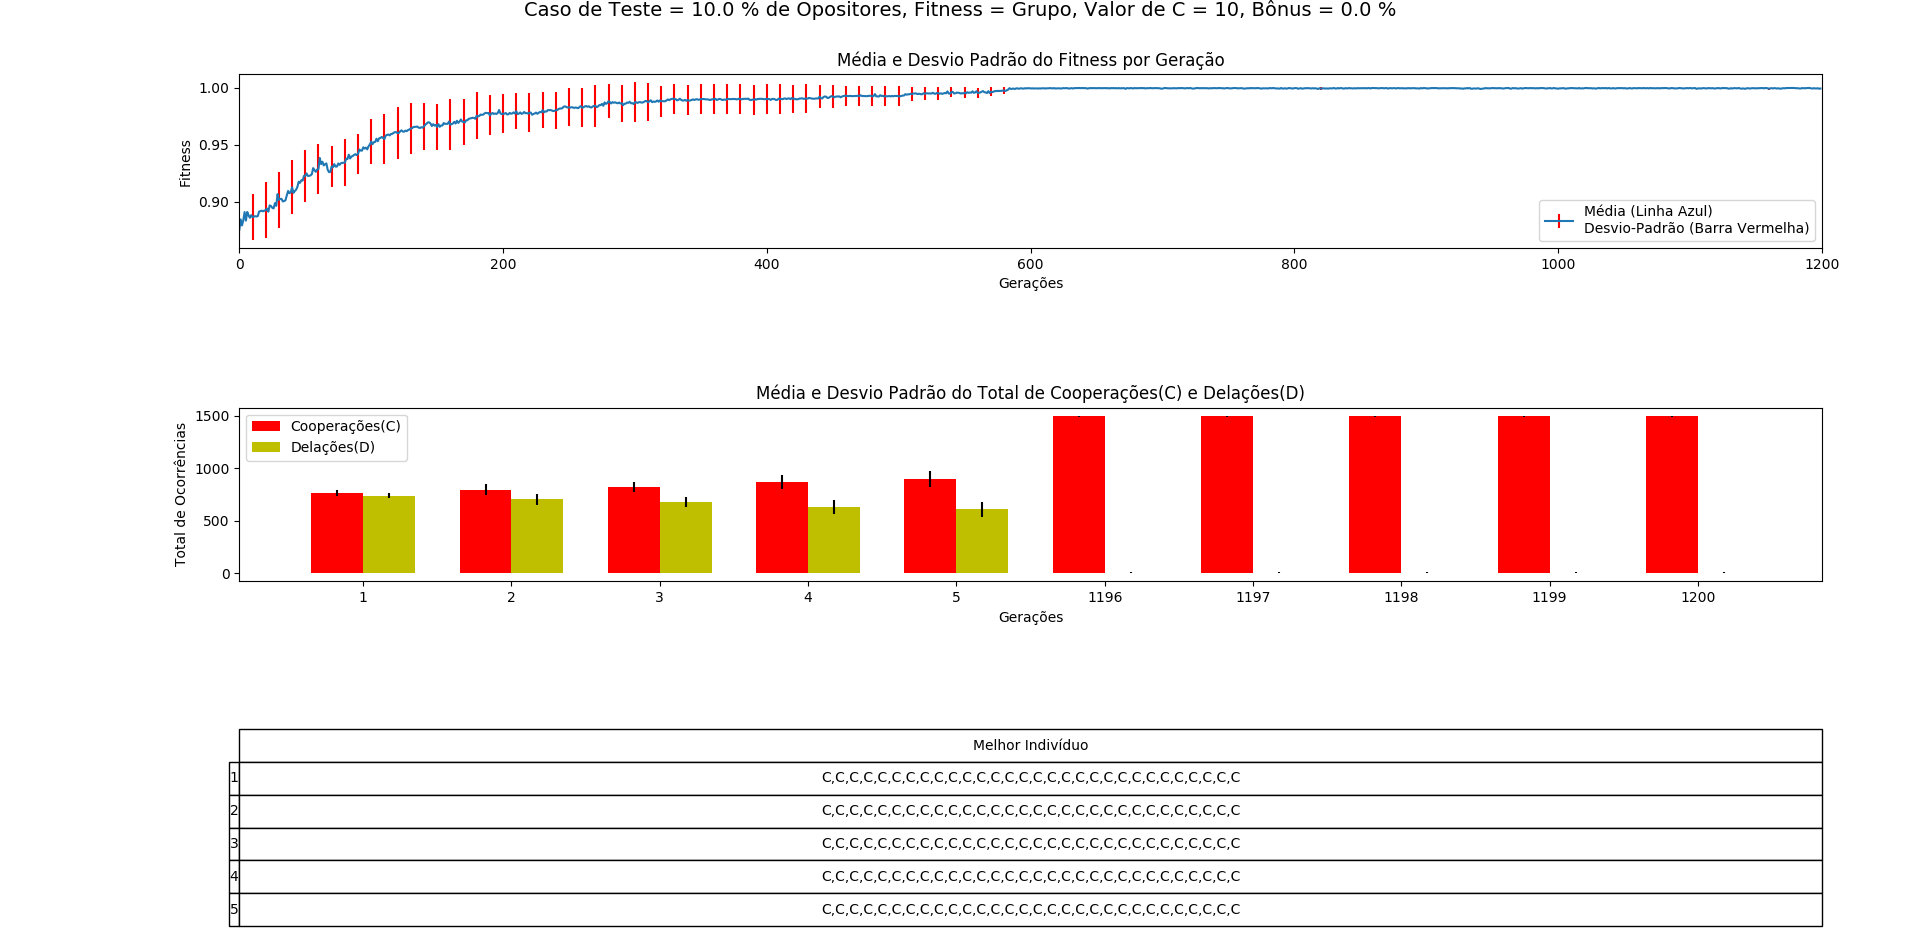 Caso de Teste = 10.0 % de Opositores, Fitness = Grupo, Valor de C = 10, Bônus = 0.0 %
Média e Desvio Padrão do Fitness por Geração
1.00
0.95
0.90
Fitness
Média (Linha Azul)
Desvio-Padrão (Barra Vermelha)
0 200 400 600 800 1000 1200
Gerações
Média e Desvio Padrão do Total de Cooperações(C) e Delações(D)
1500
1000
500
0
Total de Ocorrências
Cooperações(C)
Delações(D)
1 2 3 4 5 1196 1197 1198 1199 1200
Gerações
Melhor Indivíduo
1 C,C,C,C,C,C,C,C,C,C,C,C,C,C,C,C,C,C,C,C,C,C,C,C,C,C,C,C,C,C
2 C,C,C,C,C,C,C,C,C,C,C,C,C,C,C,C,C,C,C,C,C,C,C,C,C,C,C,C,C,C
3 C,C,C,C,C,C,C,C,C,C,C,C,C,C,C,C,C,C,C,C,C,C,C,C,C,C,C,C,C,C
4 C,C,C,C,C,C,C,C,C,C,C,C,C,C,C,C,C,C,C,C,C,C,C,C,C,C,C,C,C,C
5 C,C,C,C,C,C,C,C,C,C,C,C,C,C,C,C,C,C,C,C,C,C,C,C,C,C,C,C,C,C